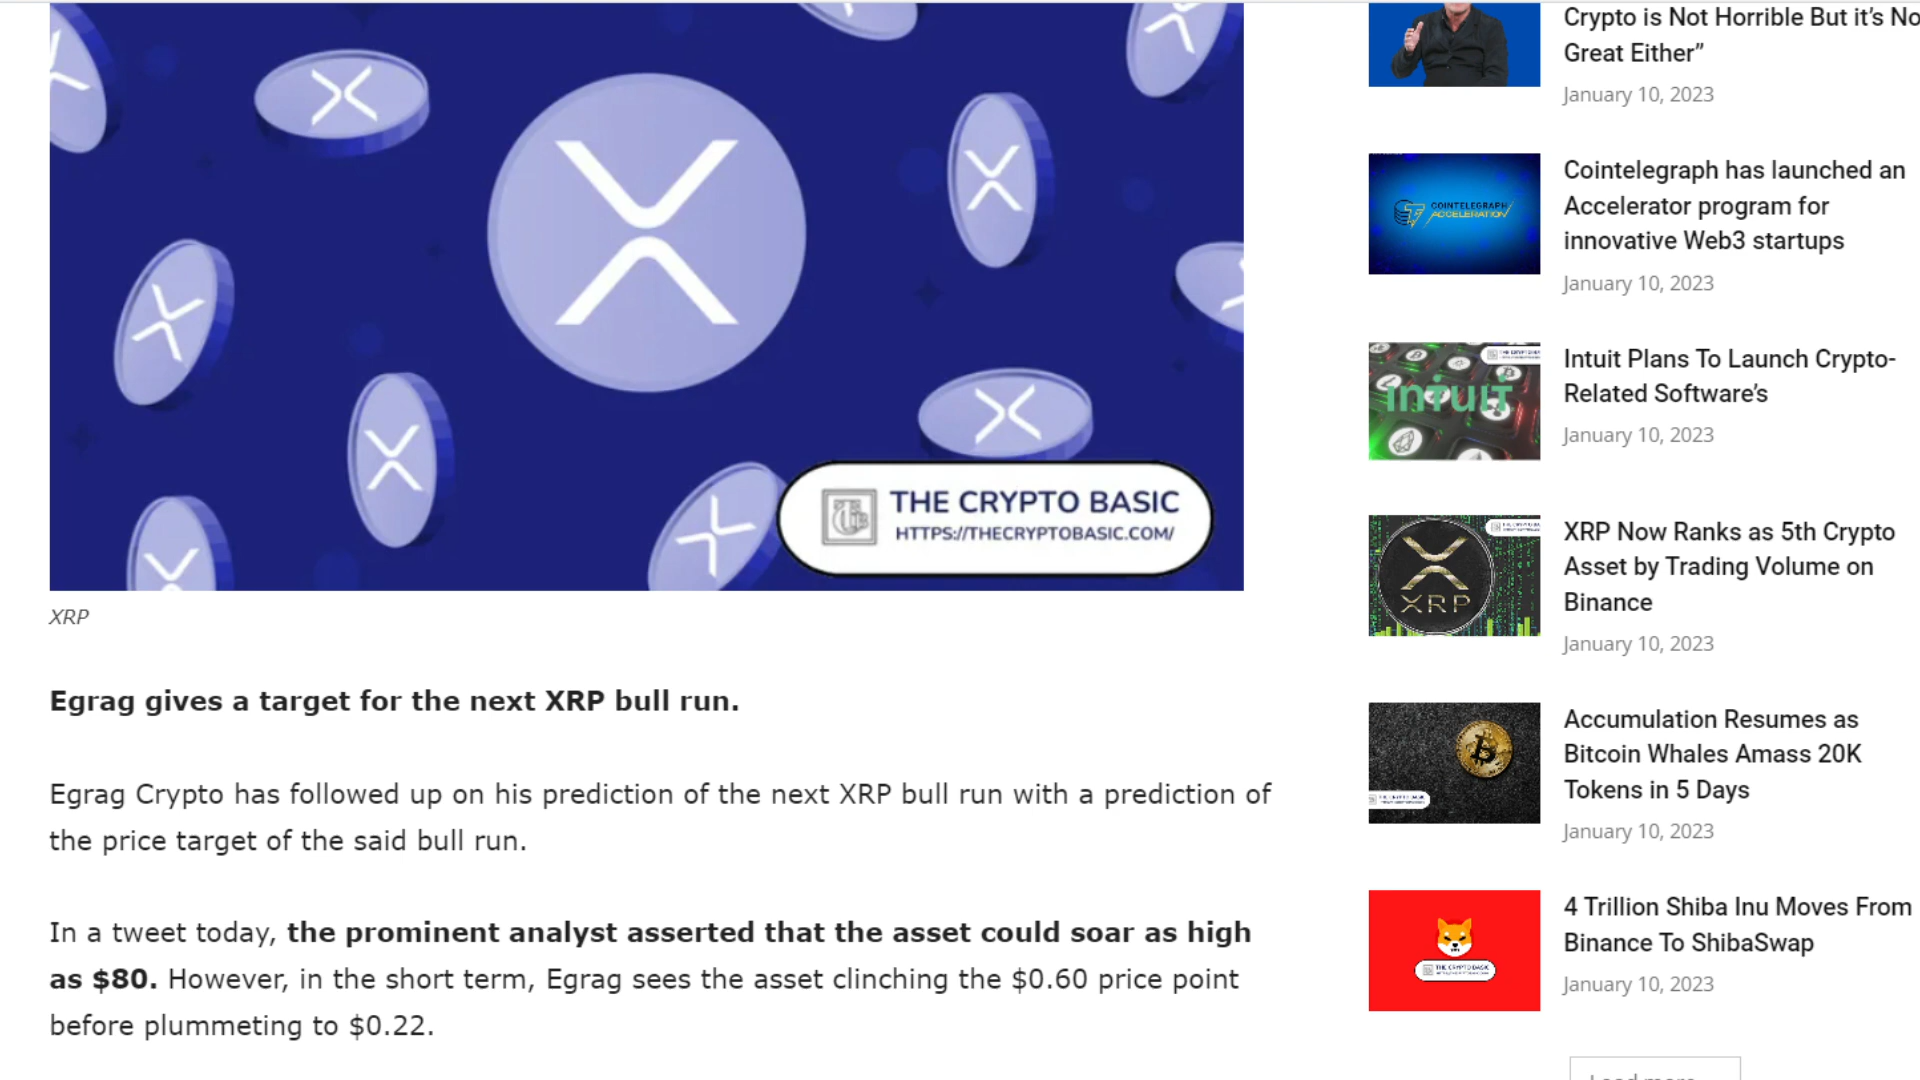 THE CRYPTO BASIC
HTTPS://THECRYPTOBASIC.COM/
XRP
Egrag gives a target for the next XRP bull run.
Egrag Crypto has followed up on his prediction of the next XRP bull run with a prediction of
the price target of the said bull run.
In a tweet today, the prominent analyst asserted that the asset could soar as high
as $80. However, in the short term, Egrag sees the asset clinching the $0.60 price point
before plummeting to $0.22.
Crypto is Not Horrible But it’s No
Great Either”
January 10, 2023
COINTELEGRAPH
ACCELERATION
Cointelegraph has launched an
Accelerator program for
innovative Web3 startups
January 10, 2023
intuit
Intuit Plans To Launch Crypto-
Related Software’s
January 10, 2023
XRP
XRP Now Ranks as 5th Crypto
Asset by Trading Volume on
Binance
January 10, 2023
Accumulation Resumes as
Bitcoin Whales Amass 20K
Tokens in 5 Days
January 10, 2023
THE CRYPTO BASIC
4 Trillion Shiba Inu Moves From
Binance To ShibaSwap
January 10, 2023